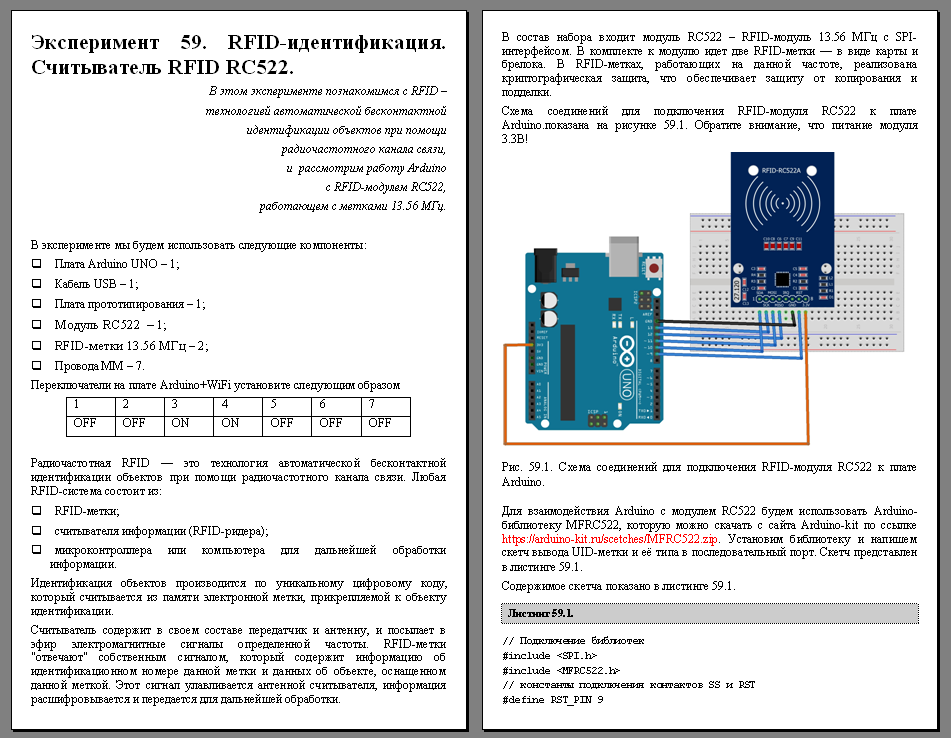 Эксперимент 59. RFID-идентификация.
Считыватель RFID RC522.
В этом эксперименте познакомимся с RFID –
технологией автоматической бесконтактной
идентификации объектов при помощи
радиочастотного канала связи,
и рассмотрим работу Arduino
с RFID-модулем RC522,
работающем с метками 13.56 МГц.
В эксперименте мы будем использовать следующие компоненты:
Плата Arduino UNO – 1;
Кабель USB – 1;
Плата прототипирования – 1;
Модуль RC522 – 1;
RFID-метки 13.56 МГц – 2;
Провода ММ – 7.
Переключатели на плате Arduino+WiFi установите следующим образом
1 2 3 4 5 6 7
OFF OFF ON ON OFF OFF OFF
Радиочастотная RFID — это технология автоматической бесконтактной
идентификации объектов при помощи радиочастотного канала связи. Любая
RFID-система состоит из:
RFID-метки;
считывателя информации (RFID-ридера);
микроконтроллера или компьютера для дальнейшей обработки
информации.
Идентификация объектов производится по уникальному цифровому коду,
который считывается из памяти электронной метки, прикрепляемой к объекту
идентификации.
Считыватель содержит в своем составе передатчик и антенну, и посылает в
эфир электромагнитные сигналы определенной частоты. RFID-метки
"отвечают" собственным сигналом, который содержит информацию об
идентификационном номере данной метки и данных об объекте, оснащенном
данной меткой. Этот сигнал улавливается антенной считывателя, информация
расшифровывается и передается для дальнейшей обработки.
В состав набора входит модуль RC522 – RFID-модуль 13.56 МГц с SPI-
интерфейсом. В комплекте к модулю идет две RFID-метки — в виде карты и
брелока. В RFID-метках, работающих на данной частоте, реализована
криптографическая защита, что обеспечивает защиту от копирования и
подделки.
Схема соединений для подключения RFID-модуля RC522 к плате
Arduino.показана на рисунке 59.1. Обратите внимание, что питание модуля
3.3В!
RFID-RC522A
27.120
Arduino
UNO
ICSP
Рис. 59.1. Схема соединений для подключения RFID-модуля RC522 к плате
Arduino.
Для взаимодействия Arduino с модулем RC522 будем использовать Arduino-
библиотеку MFRC522, которую можно скачать с сайта Arduino-kit по ссылке
https://arduino-kit.ru/scetches/MFRC522.zip. Установим библиотеку и напишем
скетч вывода UID-метки и её типа в последовательный порт. Скетч представлен
в листинге 59.1.
Содержимое скетча показано в листинге 59.1.
Листинг 59.1.
// Подключение библиотек
#include <SPI.h>
#include <MFRC522.h>
// константы подключения контактов SS и RST
#define RST_PIN 9